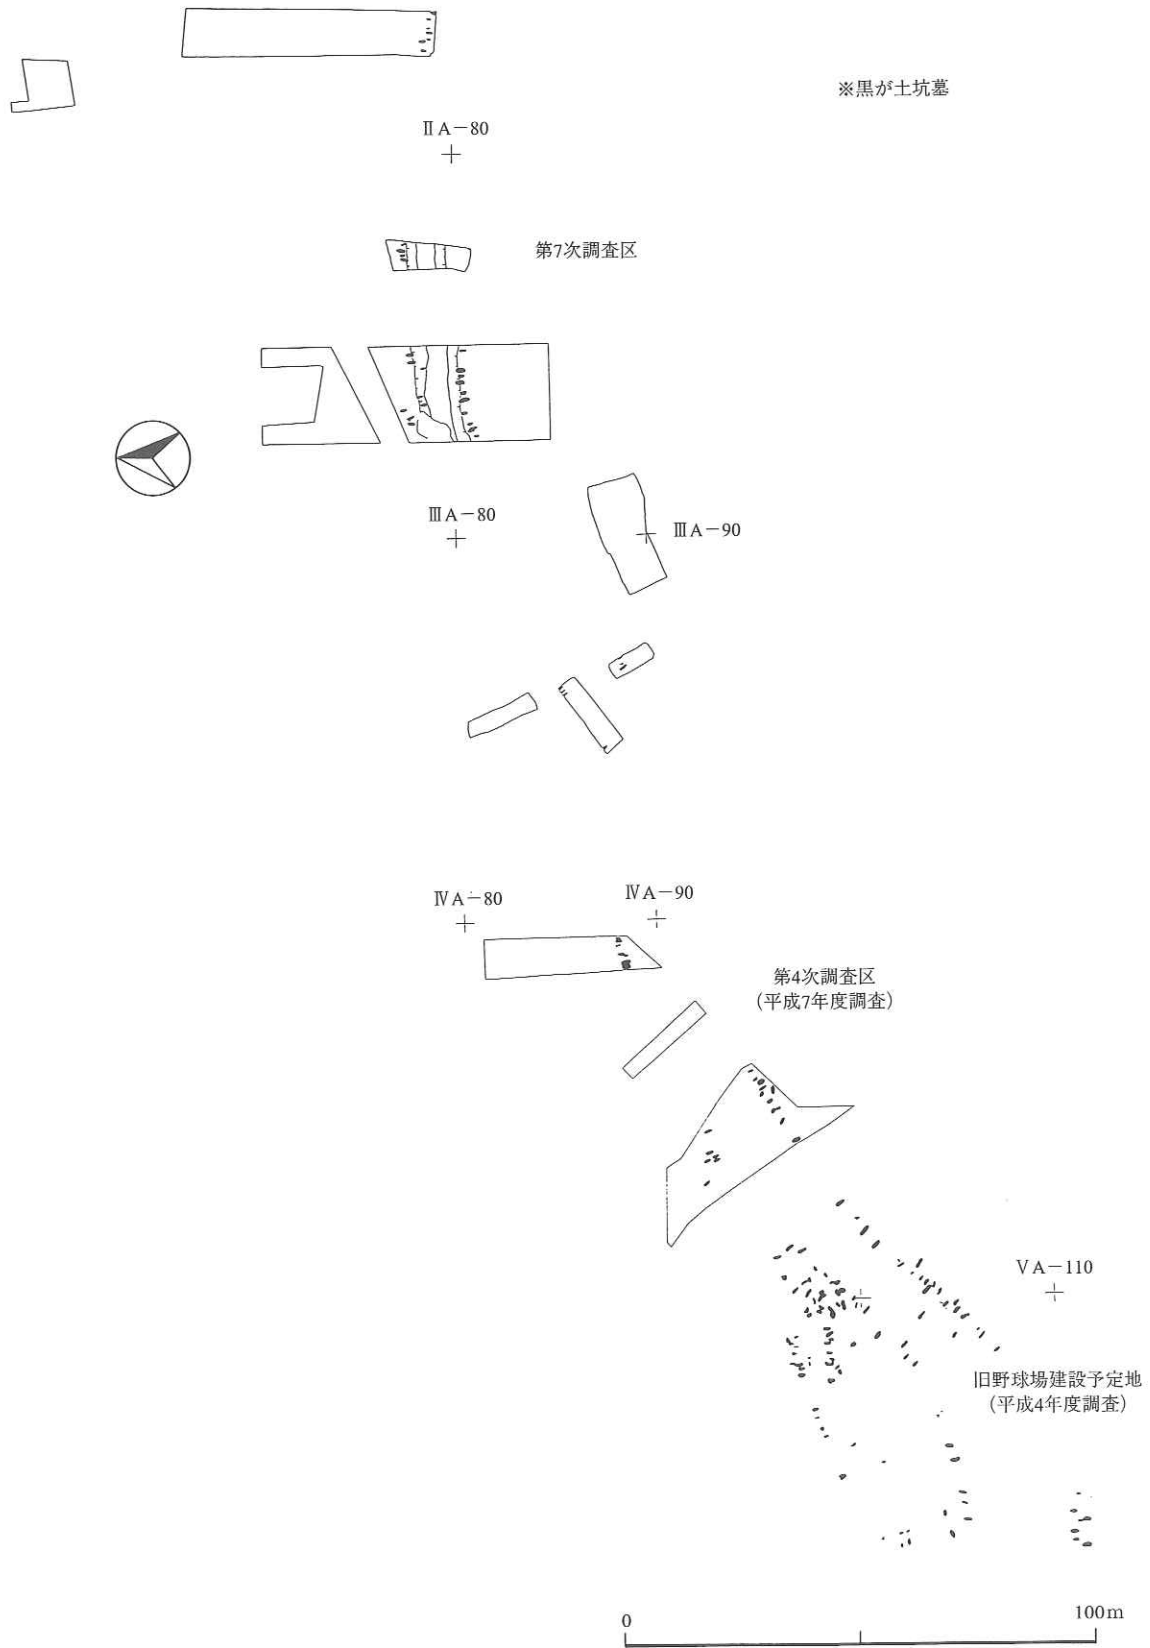 ※黒が土坑墓
ⅡA-80
第7次調査区
ⅢA-80
ⅢA-90
ⅣA-80
ⅣA-90
第4次調査区
(平成7年度調査)
ⅤA-110
旧野球場建設予定地
(平成4年度調査)
0
100m